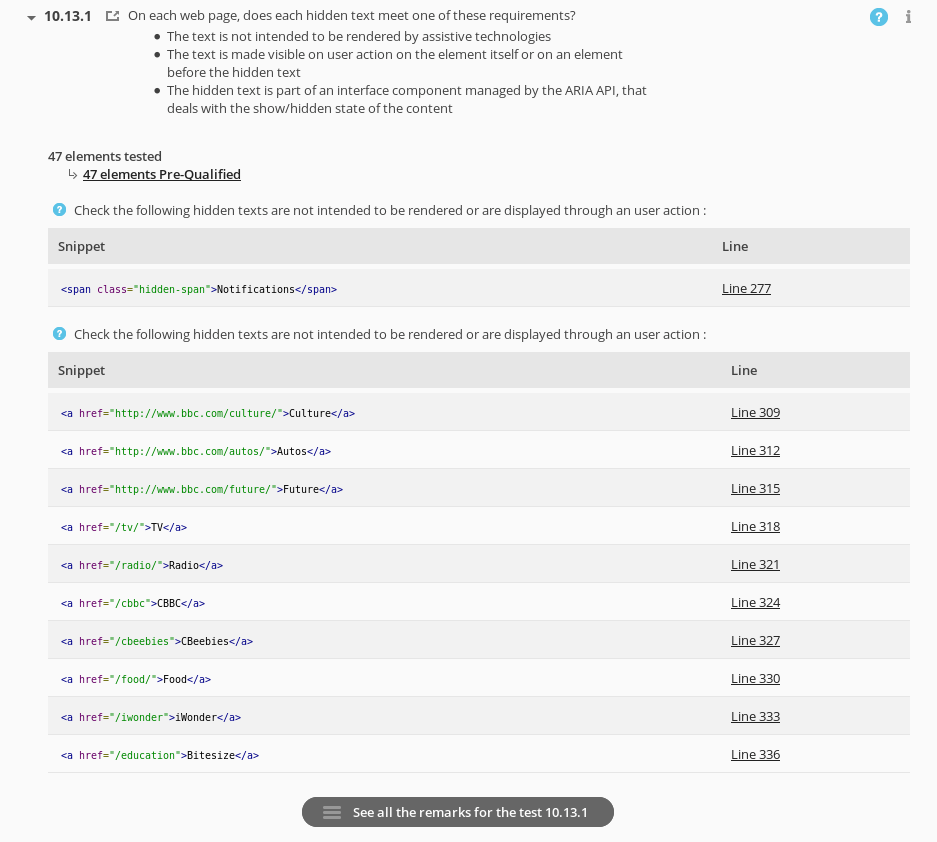 10.13.1 On each web page, does each hidden text meet one of these requirements?
● The text is not intended to be rendered by assistive technologies
● The text is made visible on user action on the element itself or on an element
before the hidden text
● The hidden text is part of an interface component managed by the ARIA API, that
deals with the show/hidden state of the content
47 elements tested
↳ 47 elements Pre-Qualified
Check the following hidden texts are not intended to be rendered or are displayed through an user action :
Snippet Line
<span class="hidden-span">Notifications</span> Line 277
Check the following hidden texts are not intended to be rendered or are displayed through an user action :
Snippet Line
<a href="http://www.bbc.com/culture/">Culture</a> Line 309
<a href="http://www.bbc.com/autos/">Autos</a> Line 312
<a href="http://www.bbc.com/future/">Future</a> Line 315
<a href="/tv/">TV</a> Line 318
<a href="/radio/">Radio</a> Line 321
<a href="/cbbc">CBBC</a> Line 324
<a href="/cbeebies">CBeebies</a> Line 327
<a href="/food/">Food</a> Line 330
<a href="/iwonder">iWonder</a> Line 333
<a href="/education">Bitesize</a> Line 336
See all the remarks for the test 10.13.1